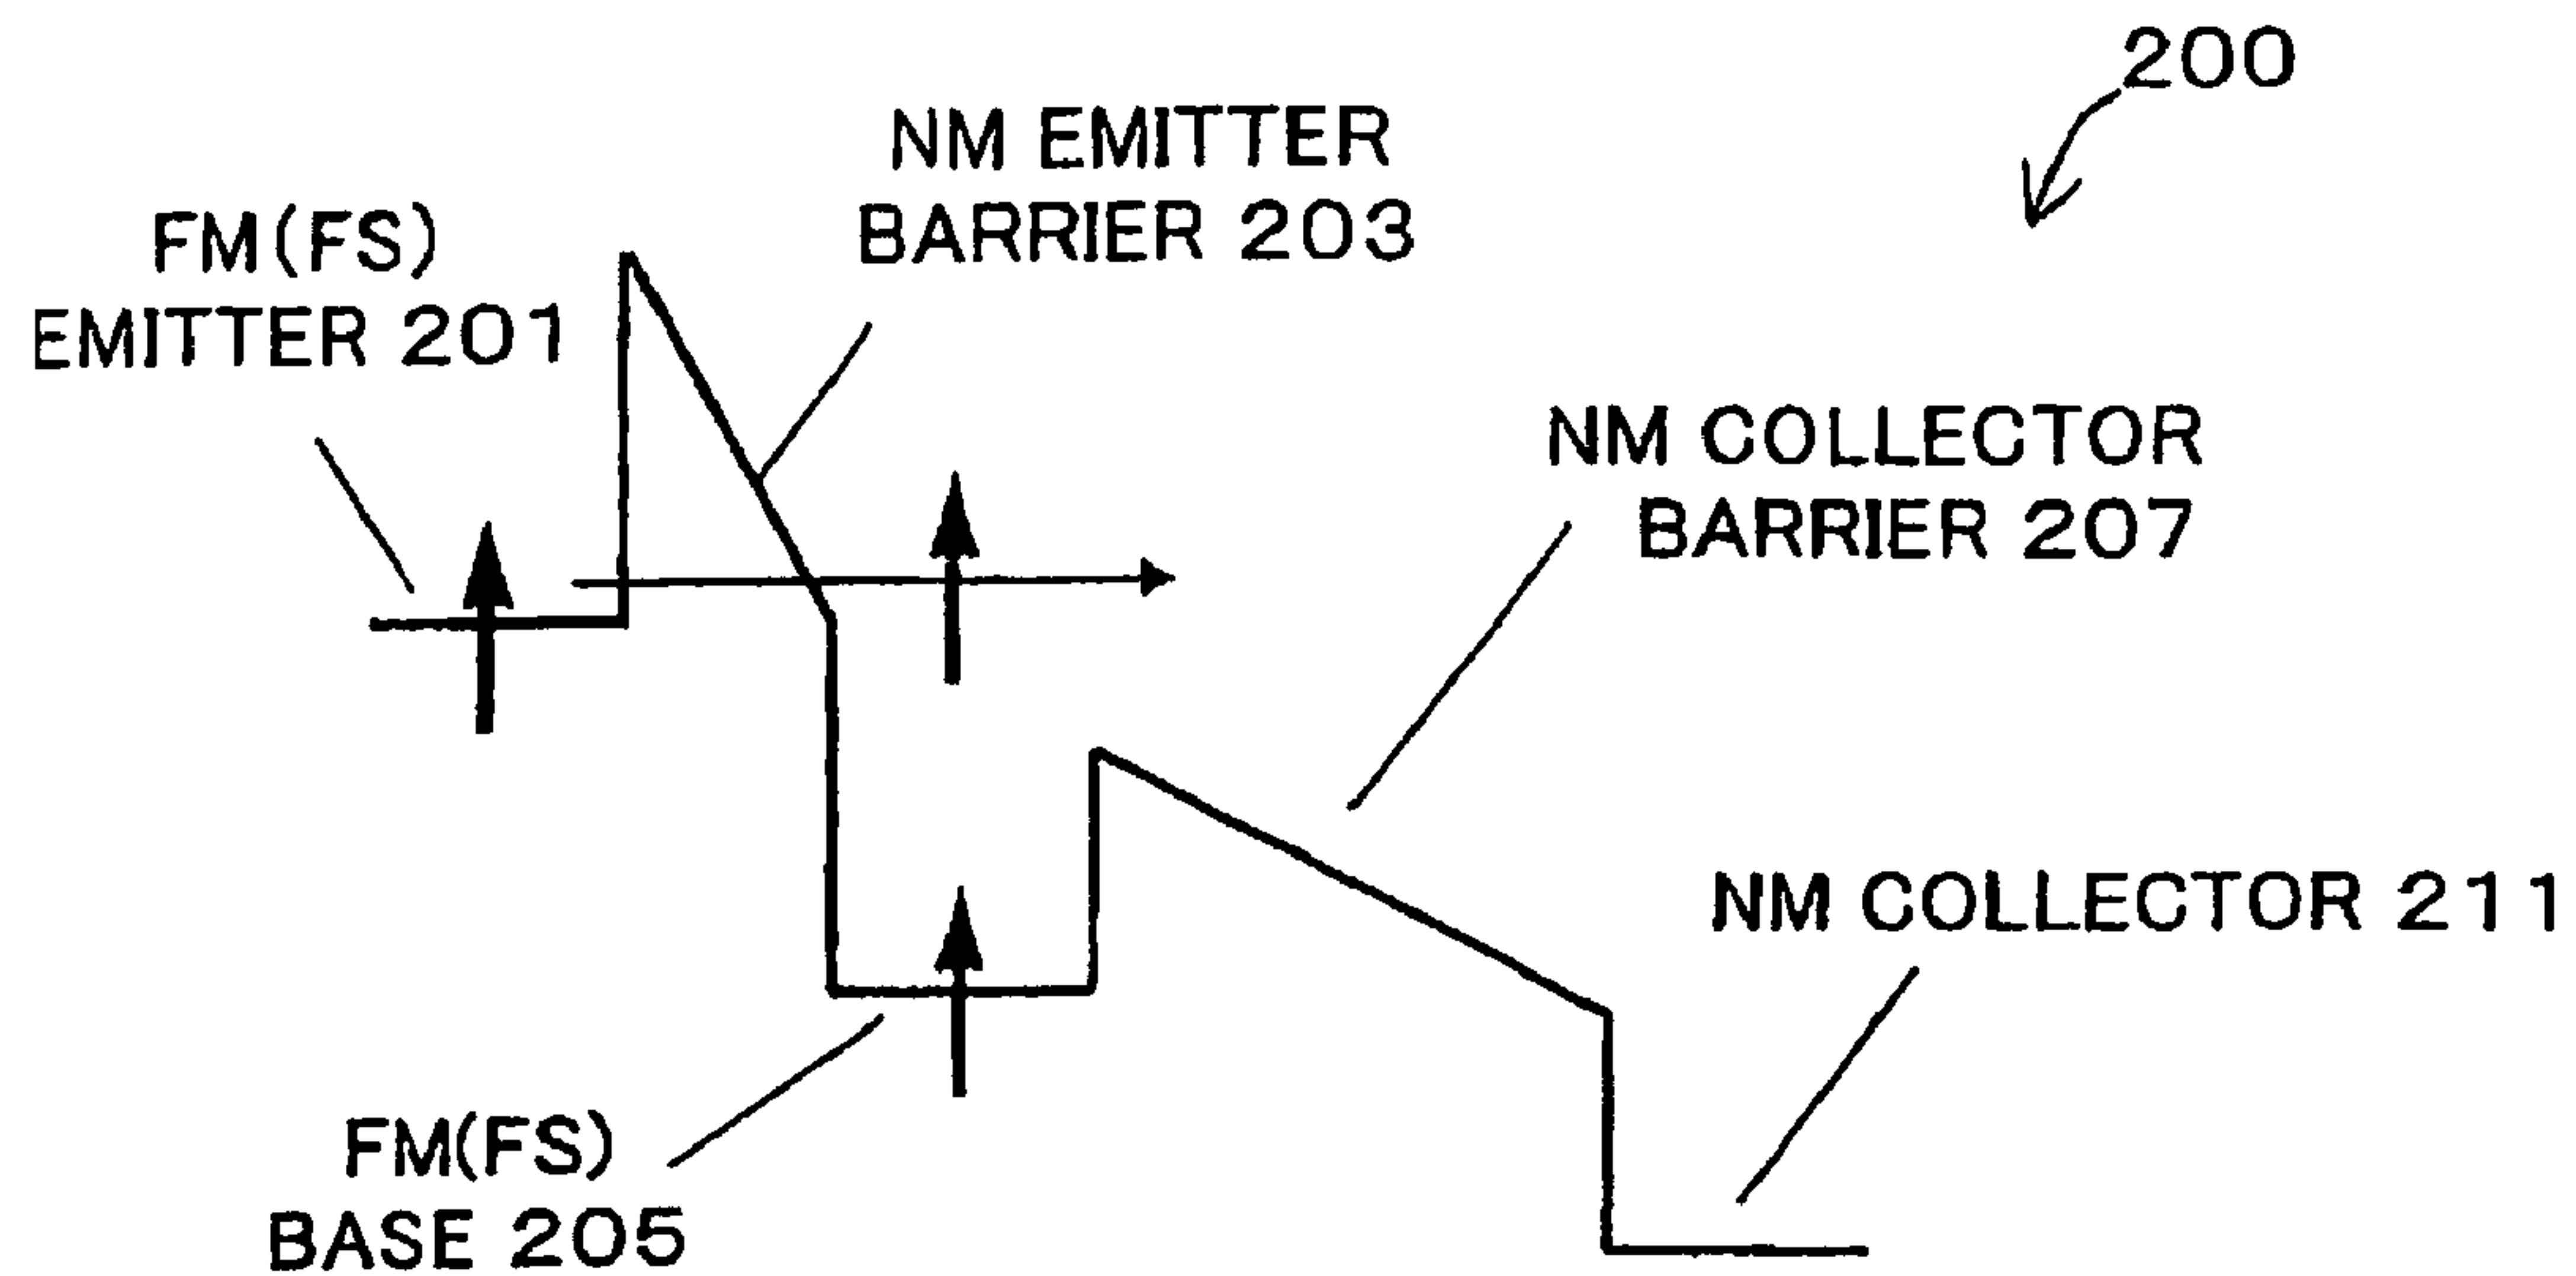 200
NM EMITTER
BARRIER 203
FM(FS)
EMITTER 201
NM COLLECTOR
BARRIER 207
NM COLLECTOR 211
FM(FS)
BASE 205